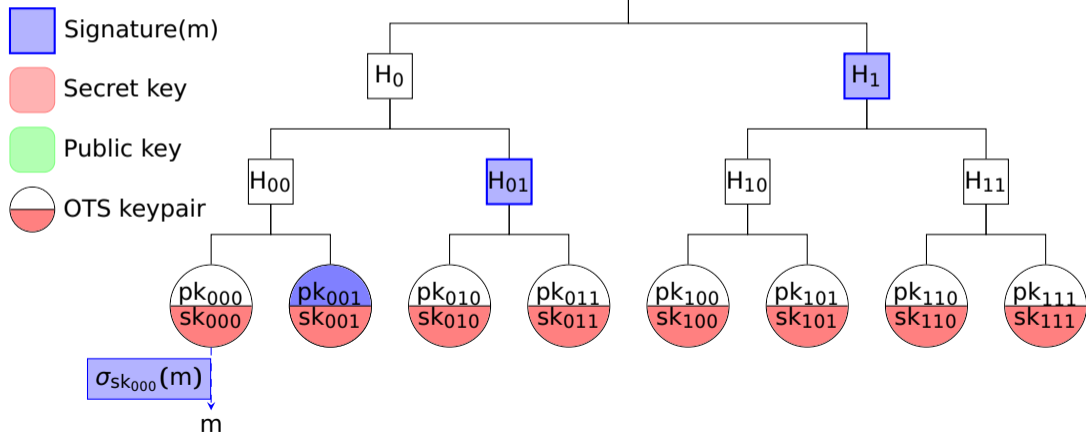 Signature(m)
Secret key
Public key
OTS keypair
H₀
H₁
H₀₀
H₀₁
H₁₀
H₁₁
pk₀₀₀
sk₀₀₀
pk₀₀₁
sk₀₀₁
pk₀₁₀
sk₀₁₀
pk₀₁₁
sk₀₁₁
pk₁₀₀
sk₁₀₀
pk₁₀₁
sk₁₀₁
pk₁₁₀
sk₁₁₀
pk₁₁₁
sk₁₁₁
σsk₀₀₀(m)
m